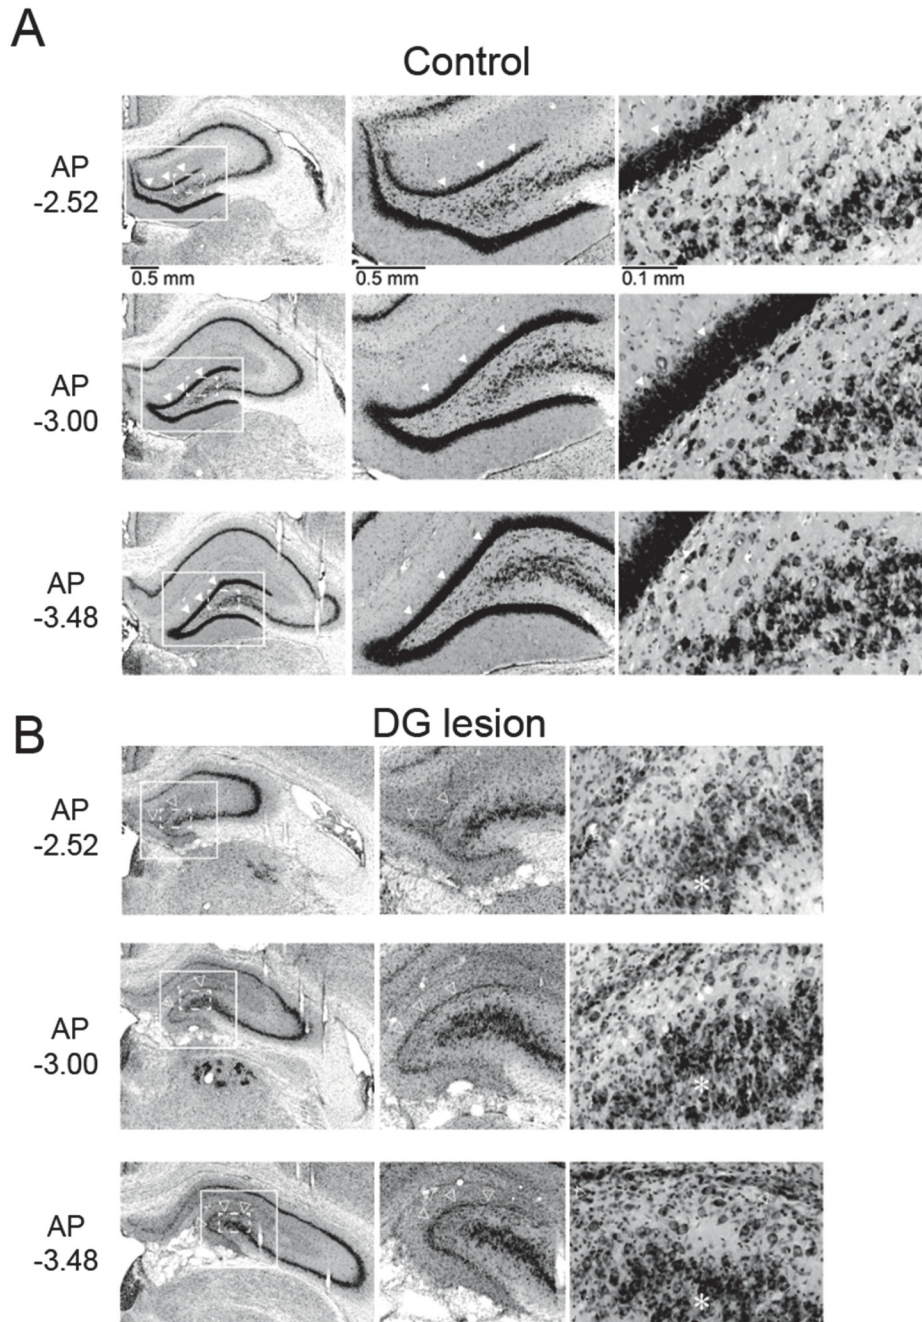 A
Control
AP
-2.52
0.5 mm
0.5 mm
0.1 mm
AP
-3.00
AP
-3.48
B
DG lesion
AP
-2.52
*
AP
-3.00
*
AP
-3.48
*